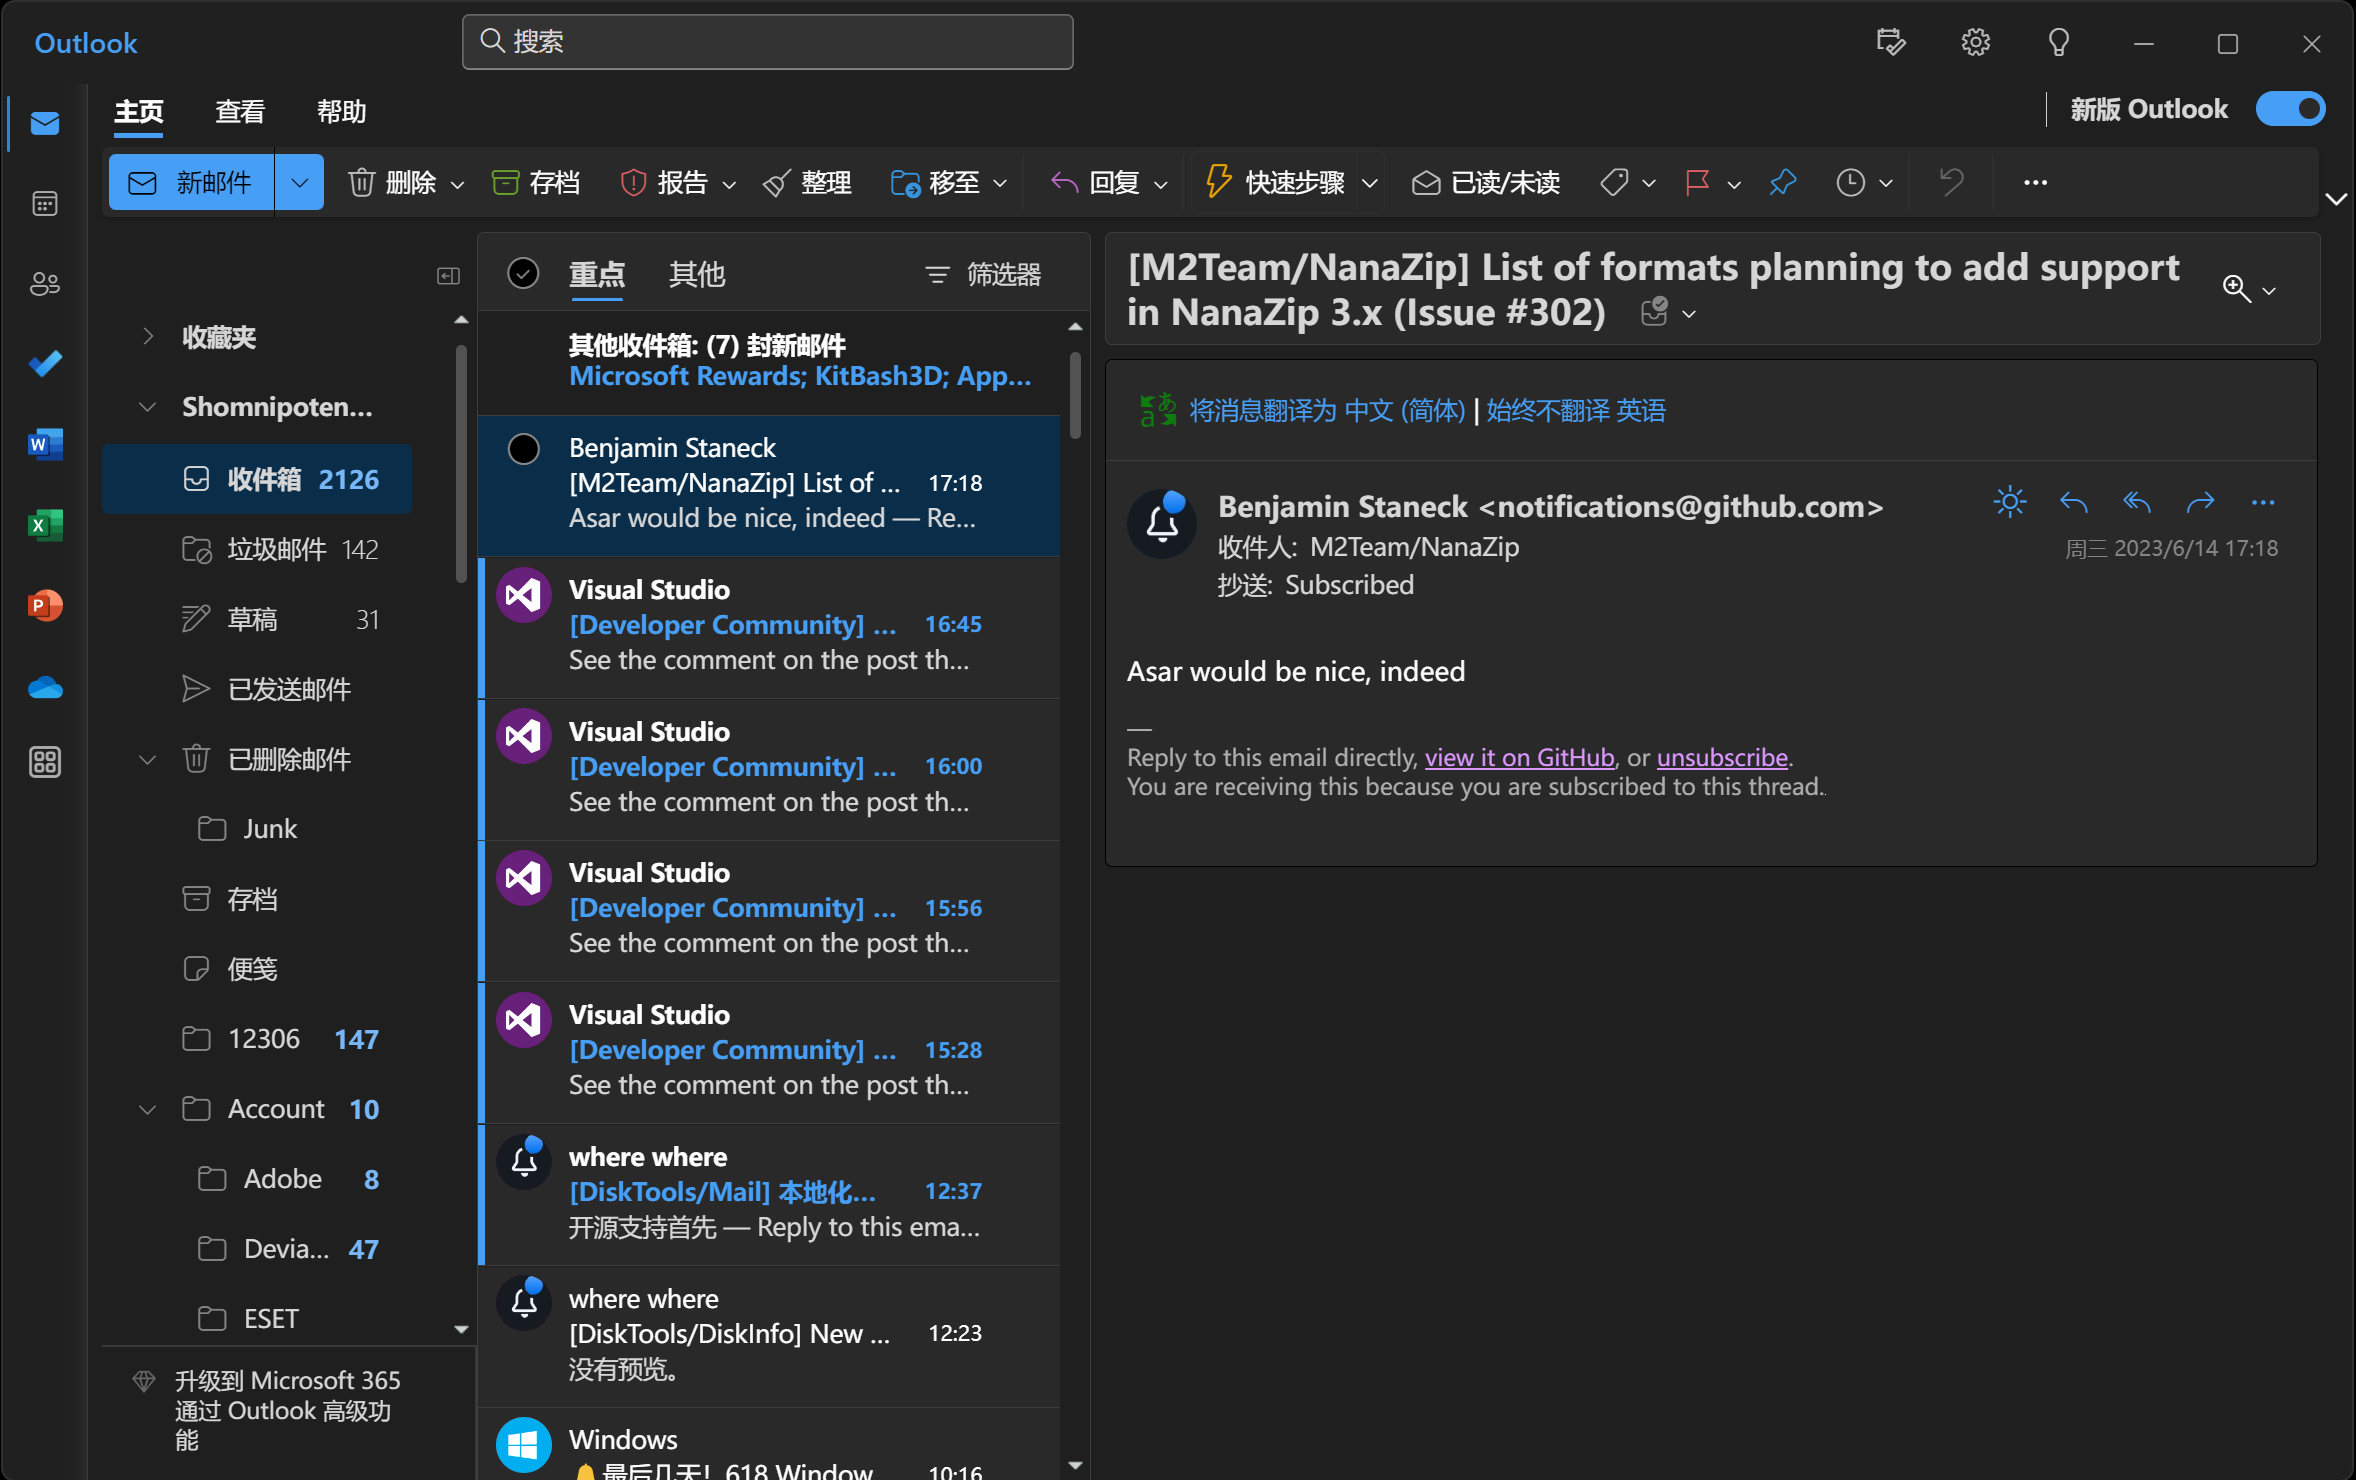 Outlook
搜索
主页 查看 帮助
新版 Outlook
新邮件 删除 存档 报告 整理 移至 回复 快速步骤 已读/未读
收藏夹
Shomnipoten...
收件箱 2126
垃圾邮件 142
草稿 31
已发送邮件
已删除邮件
Junk
存档
便笺
12306 147
Account 10
Adobe 8
Devia... 47
ESET
升级到 Microsoft 365
通过 Outlook 高级功
能
重点 其他 筛选器
其他收件箱: (7) 封新邮件
Microsoft Rewards; KitBash3D; App...
Benjamin Staneck
[M2Team/NanaZip] List of ... 17:18
Asar would be nice, indeed — Re...
Visual Studio
[Developer Community] ... 16:45
See the comment on the post th...
Visual Studio
[Developer Community] ... 16:00
See the comment on the post th...
Visual Studio
[Developer Community] ... 15:56
See the comment on the post th...
Visual Studio
[Developer Community] ... 15:28
See the comment on the post th...
where where
[DiskTools/Mail] 本地化... 12:37
开源支持首先 — Reply to this ema...
where where
[DiskTools/DiskInfo] New ... 12:23
没有预览。
Windows
最后几天! 618 Window 10:16
[M2Team/NanaZip] List of formats planning to add support
in NanaZip 3.x (Issue #302)
将消息翻译为 中文 (简体) | 始终不翻译 英语
Benjamin Staneck <notifications@github.com>
收件人: M2Team/NanaZip
周三 2023/6/14 17:18
抄送: Subscribed
Asar would be nice, indeed
—
Reply to this email directly, view it on GitHub, or unsubscribe.
You are receiving this because you are subscribed to this thread.